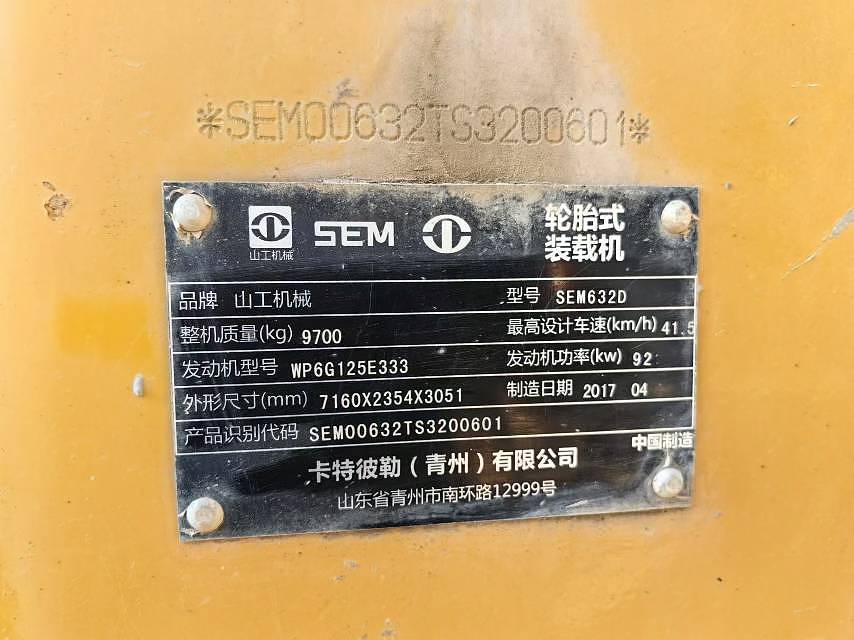 *SEM00632TS3200601*
山工机械 SEM 轮胎式
装载机
品牌 山工机械 型号 SEM632D
整机质量(kg) 9700 最高设计车速(km/h) 41.5
发动机型号 WP6G125E333 发动机功率(kw) 92
外形尺寸(mm) 7160X2354X3051 制造日期 2017 04
产品识别代码 SEM00632TS3200601
中国制造
卡特彼勒(青州)有限公司
山东省青州市南环路12999号